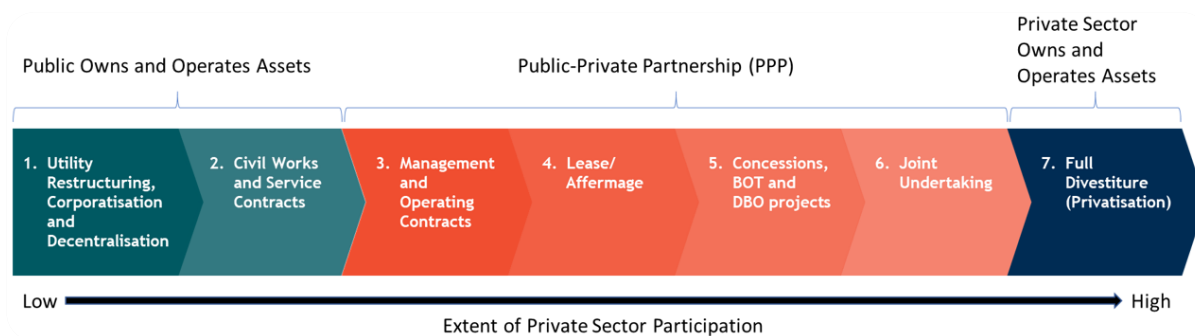 Public Owns and Operates Assets
Public-Private Partnership (PPP)
Private Sector
Owns and
Operates Assets
1. Utility
Restructuring,
Corporatisation
and
Decentralisation
2. Civil Works
and Service
Contracts
3. Management
and
Operating
Contracts
4. Lease/
Affermage
5. Concessions,
BOT and
DBO projects
6. Joint
Undertaking
7. Full
Divestiture
(Privatisation)
Low
High
Extent of Private Sector Participation